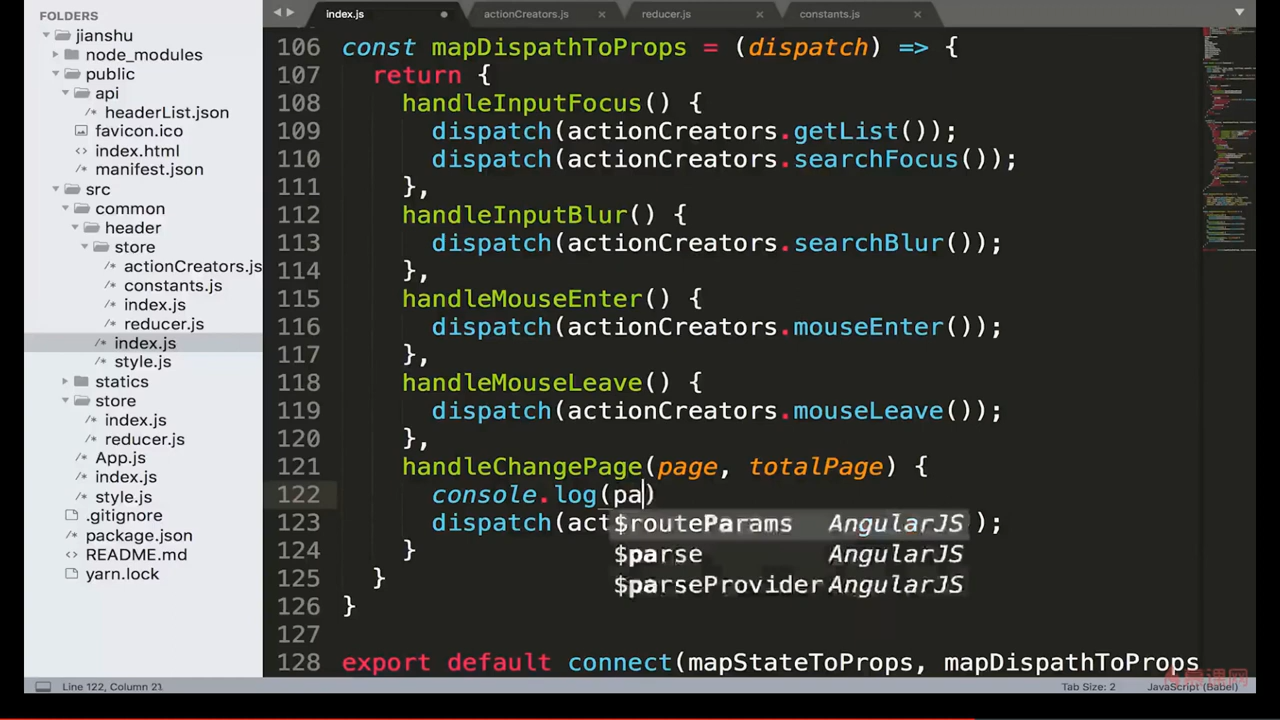 FOLDERS
jianshu
node_modules
public
api
headerList.json
favicon.ico
index.html
manifest.json
src
common
header
store
actionCreators.js
constants.js
index.js
reducer.js
index.js
style.js
statics
store
index.js
reducer.js
App.js
index.js
style.js
.gitignore
package.json
README.md
yarn.lock
index.js
actionCreators.js
reducer.js
constants.js
106 const mapDispathToProps = (dispatch) => {
107 return {
108 handleInputFocus() {
109 dispatch(actionCreators.getList());
110 dispatch(actionCreators.searchFocus());
111 },
112 handleInputBlur() {
113 dispatch(actionCreators.searchBlur());
114 },
115 handleMouseEnter() {
116 dispatch(actionCreators.mouseEnter());
117 },
118 handleMouseLeave() {
119 dispatch(actionCreators.mouseLeave());
120 },
121 handleChangePage(page, totalPage) {
122 console.log(pa)
123 dispatch(act );
$routeParams AngularJS
$parse AngularJS
$parseProvider AngularJS
124 }
125 }
126 }
127
128 export default connect(mapStateToProps, mapDispathToProps
Line 122, Column 21
Tab Size: 2
JavaScript (Babel)
慕课网